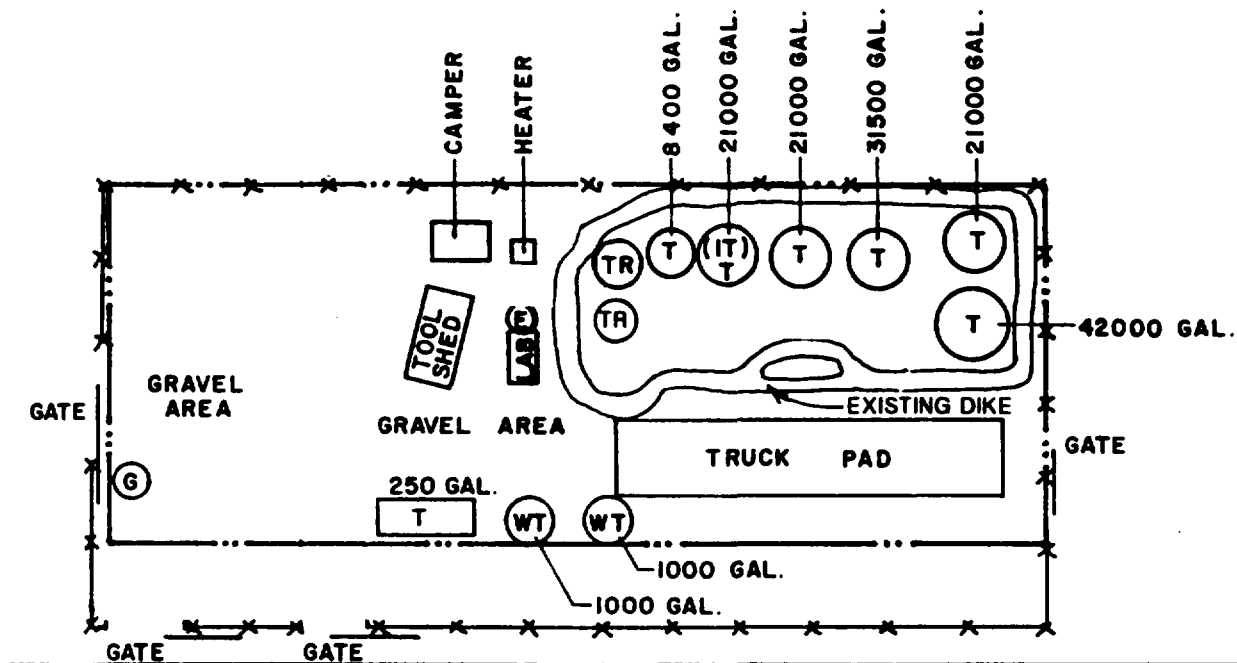 CAMPER
HEATER
8400 GAL.
21000 GAL.
21000 GAL.
31500 GAL.
21000 GAL.
TR
T
(IT)
T
T
T
T
TR
T
42000 GAL.
TOOL
SHED
(E)
LAB
GRAVEL
AREA
GATE
EXISTING DIKE
GRAVEL AREA
TRUCK PAD
GATE
G
250 GAL.
T
WT
WT
1000 GAL.
1000 GAL.
GATE
GATE